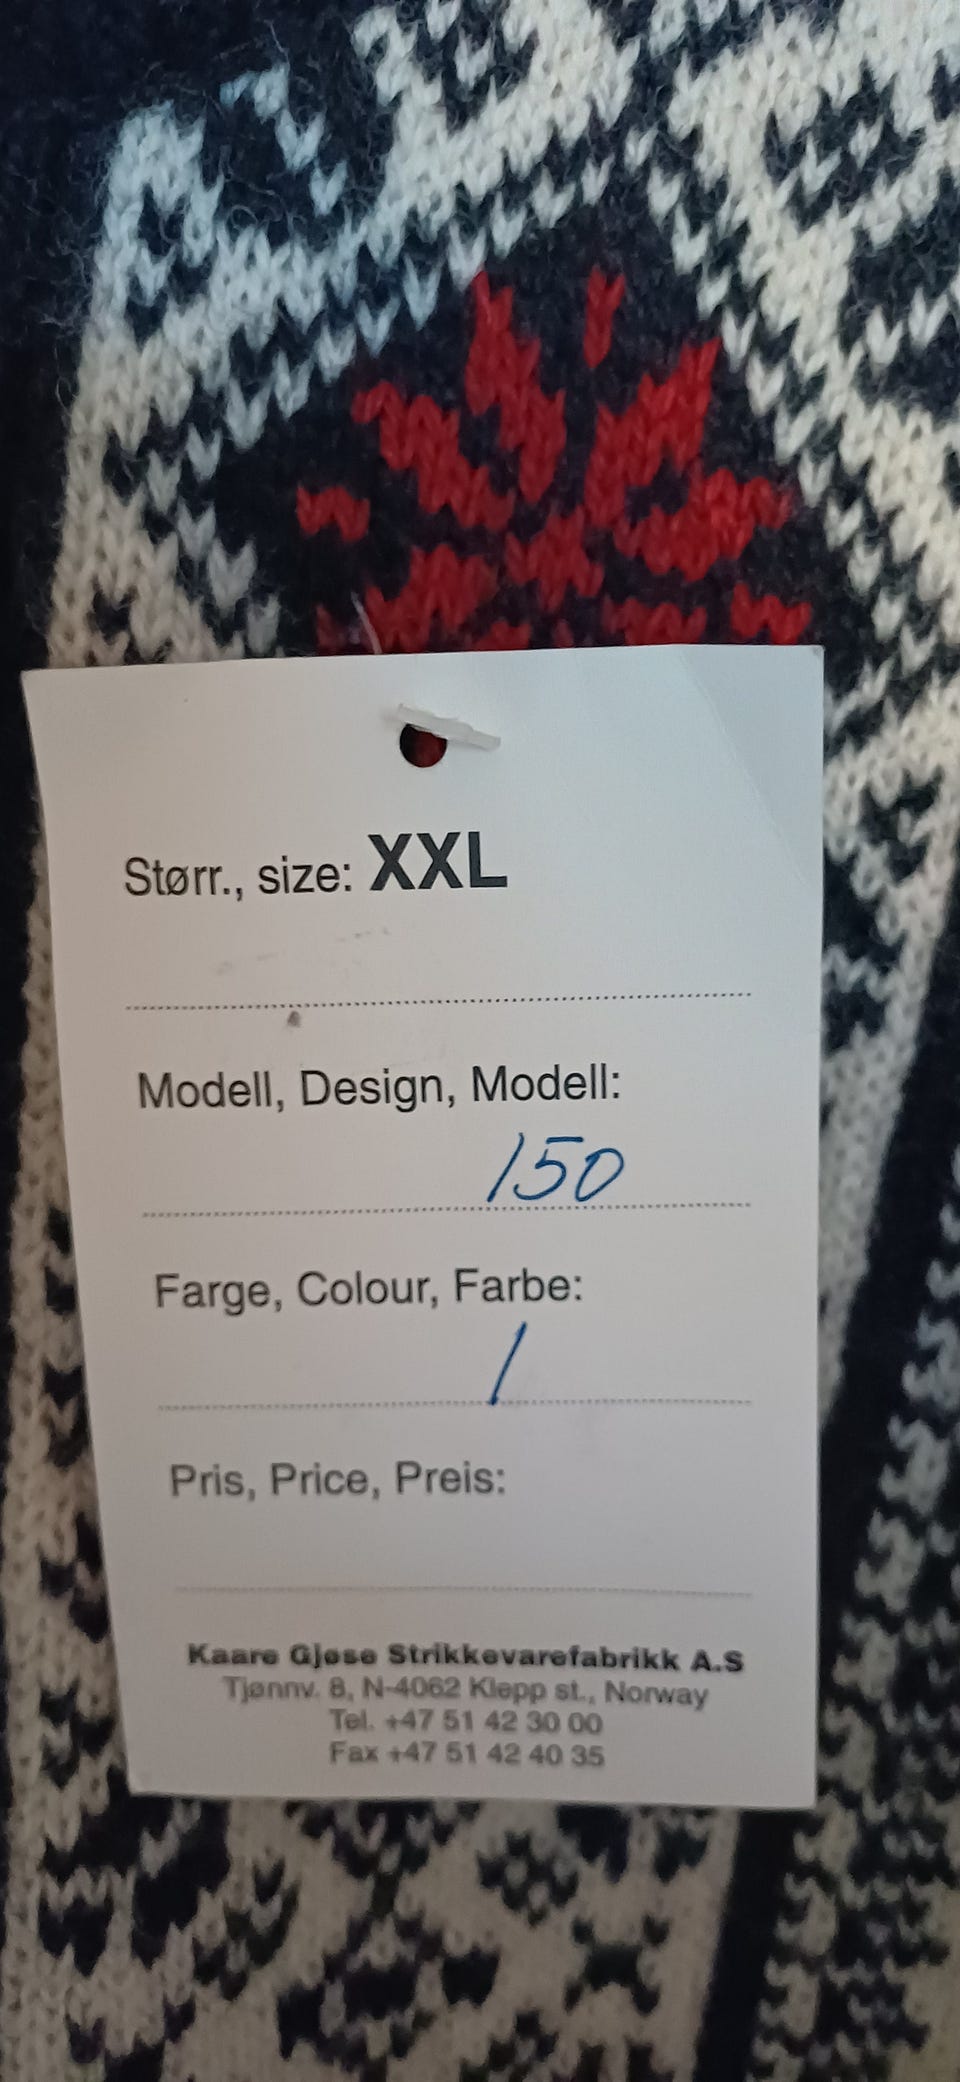 Størr., size: XXL
Modell, Design, Modell:
150
Farge, Colour, Farbe:
1
Pris, Price, Preis:
Kaare Gjøse Strikkevarefabrikk A.S
Tjønnv. 8, N-4062 Klepp st., Norway
Tel. +47 51 42 30 00
Fax +47 51 42 40 35